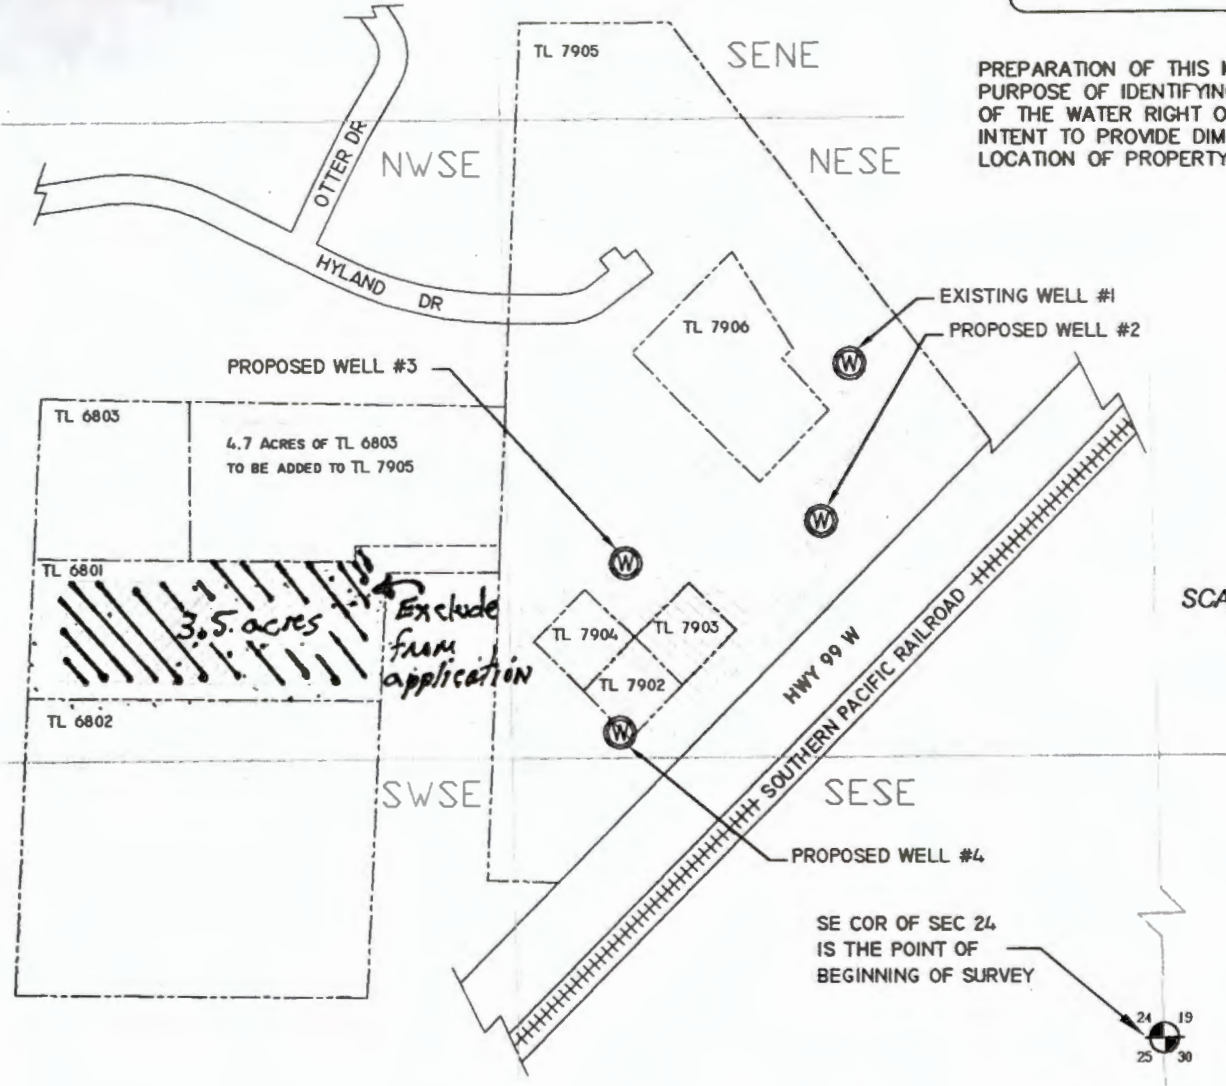 TL 7905
SENE
PREPARATION OF THIS
PURPOSE OF IDENTIFYING
OF THE WATER RIGHT
INTENT TO PROVIDE
LOCATION OF PROPERTY
OTTER DR
NWSE
NESE
HYLAND DR
EXISTING WELL #1
TL 7906
PROPOSED WELL #2
W
PROPOSED WELL #3
TL 6803
4.7 ACRES OF TL 6803
TO BE ADDED TO TL 7905
W
W
TL 6801
3.5 acres
Exclude
from
application
TL 7904
TL 7903
TL 7902
HWY 99 W
SOUTHERN PACIFIC RAILROAD
TL 6802
W
SWSE
SESE
PROPOSED WELL #4
SE COR OF SEC 24
IS THE POINT OF
BEGINNING OF SURVEY
24 19
25 30